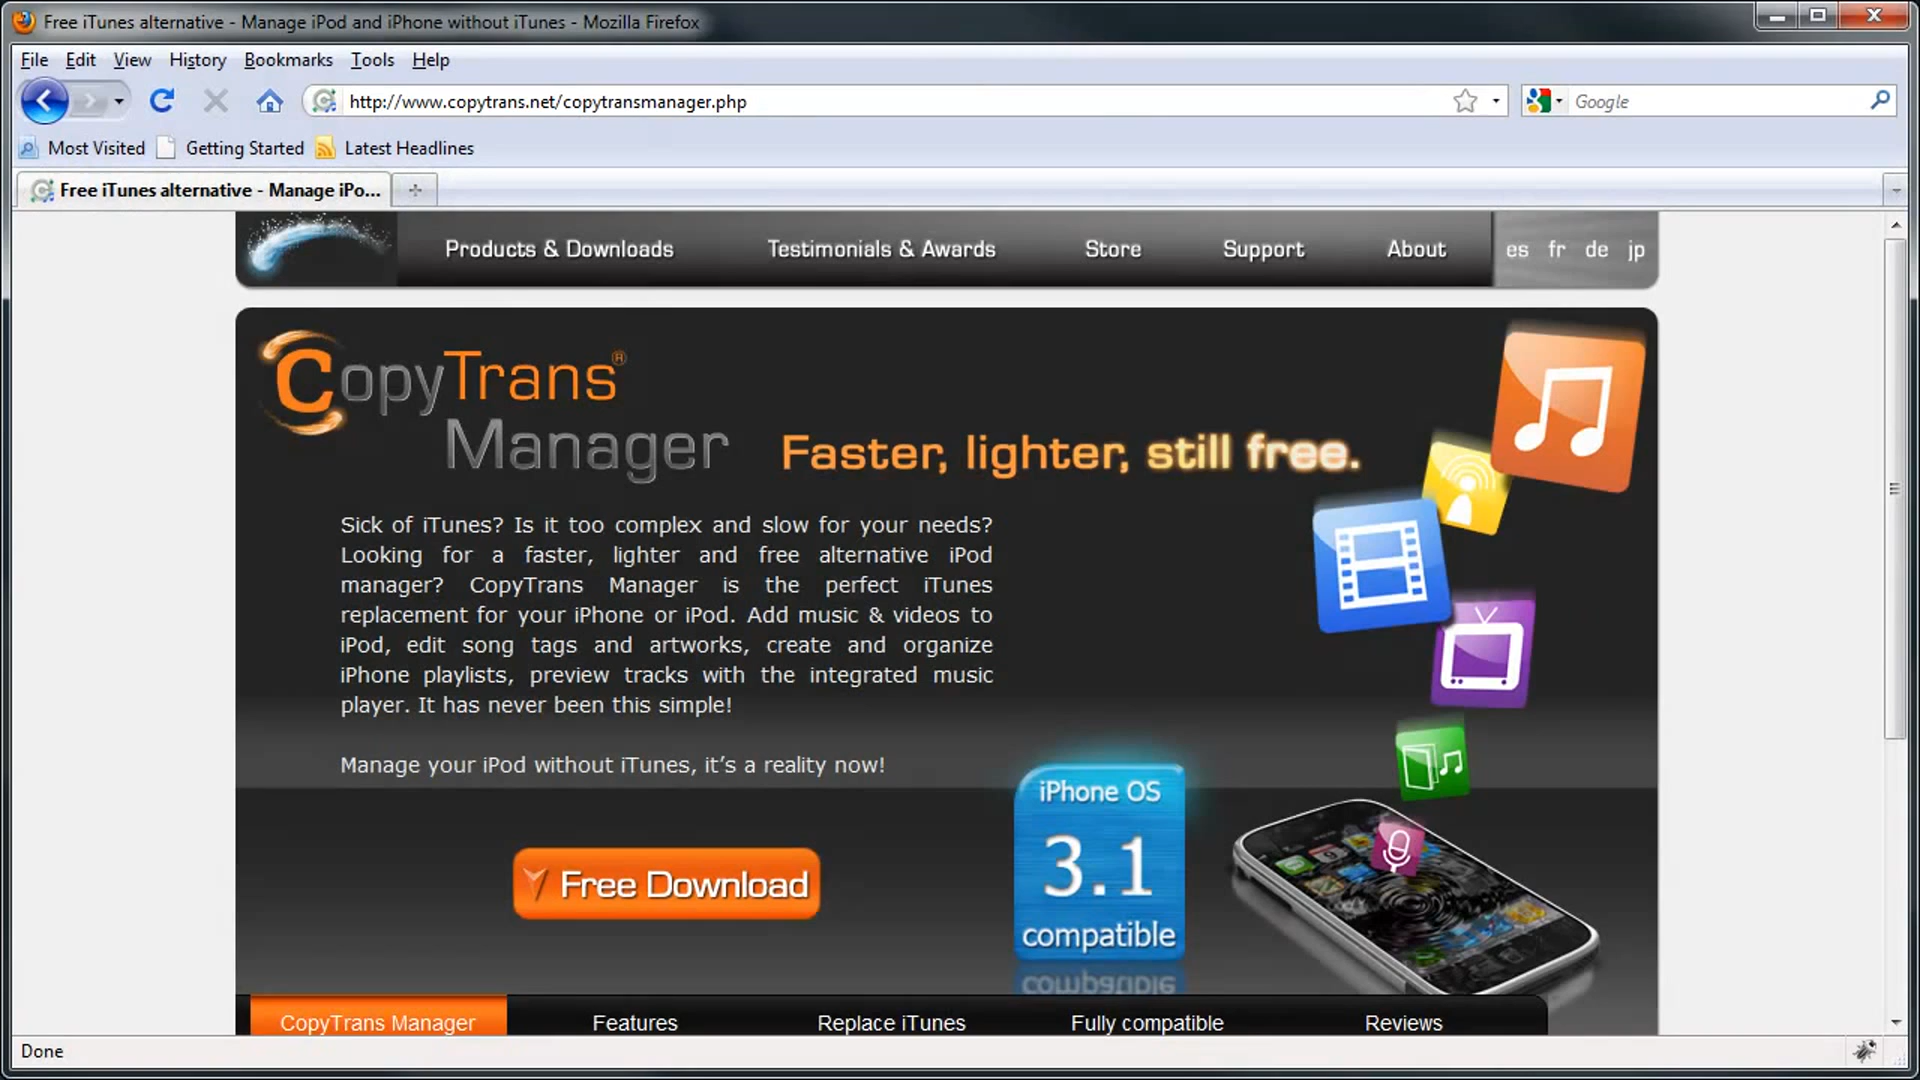 Free iTunes alternative - Manage iPod and iPhone without iTunes - Mozilla Firefox
File Edit View History Bookmarks Tools Help
http://www.copytrans.net/copytransmanager.php
Google
Most Visited Getting Started Latest Headlines
Free iTunes alternative - Manage iPo...
Products & Downloads Testimonials & Awards Store Support About es fr de jp
CopyTrans®
Manager
Faster, lighter, still free.
Sick of iTunes? Is it too complex and slow for your needs?
Looking for a faster, lighter and free alternative iPod
manager? CopyTrans Manager is the perfect iTunes
replacement for your iPhone or iPod. Add music & videos to
iPod, edit song tags and artworks, create and organize
iPhone playlists, preview tracks with the integrated music
player. It has never been this simple!
Manage your iPod without iTunes, it’s a reality now!
Free Download
iPhone OS
3.1
compatible
CopyTrans Manager Features Replace iTunes Fully compatible Reviews
Done